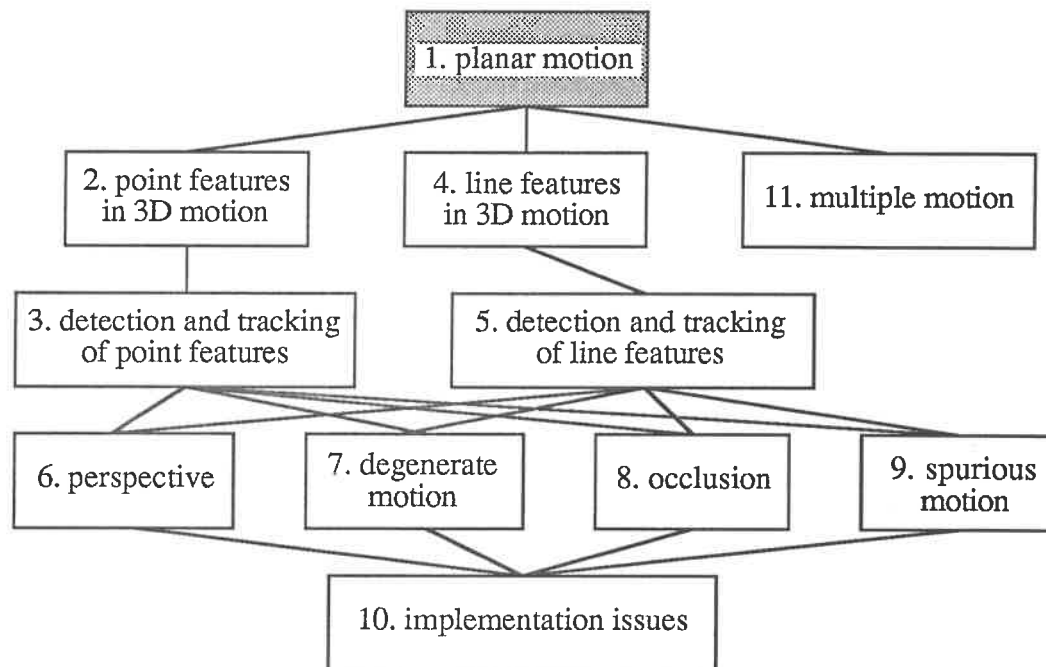 1. planar motion
2. point features
in 3D motion
4. line features
in 3D motion
11. multiple motion
3. detection and tracking
of point features
5. detection and tracking
of line features
6. perspective
7. degenerate
motion
8. occlusion
9. spurious
motion
10. implementation issues